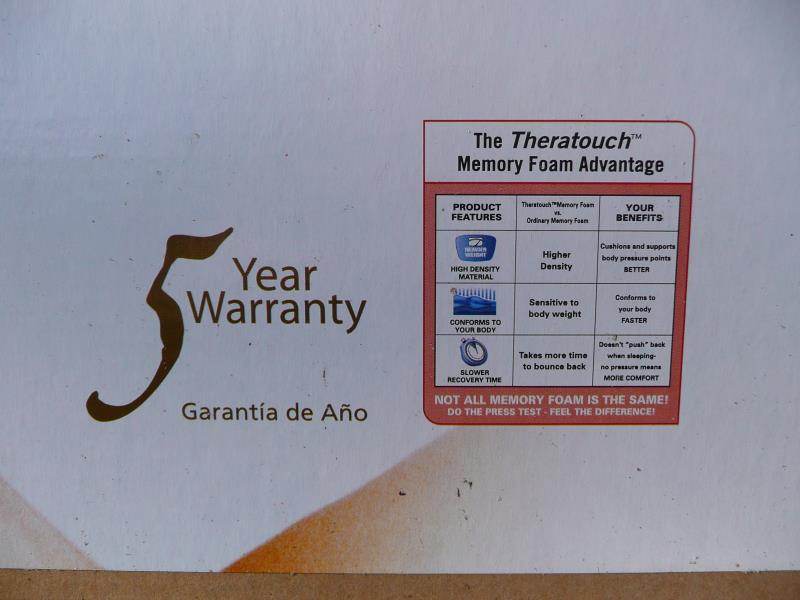 5 Year
Warranty
Garantía de Año
The Theratouch™
Memory Foam Advantage
PRODUCT
FEATURES
Theratouch™Memory Foam
vs.
Ordinary Memory Foam
YOUR
BENEFITS
HEAVIER
WEIGHT
HIGH DENSITY
MATERIAL
Higher
Density
Cushions and supports
body pressure points
BETTER
CONFORMS TO
YOUR BODY
Sensitive to
body weight
Conforms to
your body
FASTER
SLOWER
RECOVERY TIME
Takes more time
to bounce back
Doesn't "push" back
when sleeping-
no pressure means
MORE COMFORT
NOT ALL MEMORY FOAM IS THE SAME!
DO THE PRESS TEST - FEEL THE DIFFERENCE!